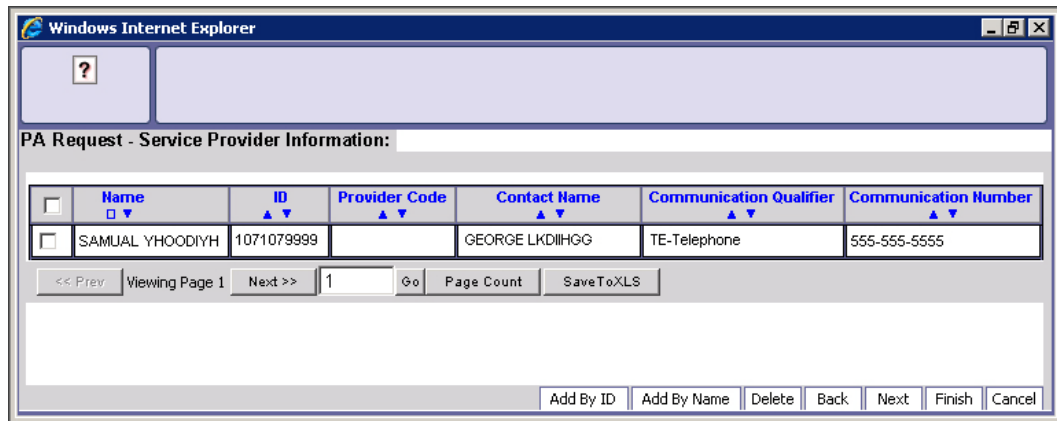 Windows Internet Explorer
?
PA Request - Service Provider Information:
Name ID Provider Code Contact Name Communication Qualifier Communication Number
SAMUAL YHOODIYH 1071079999 GEORGE LKDIIHGG TE-Telephone 555-555-5555
<< Prev Viewing Page 1 Next >> 1 Go Page Count SaveToXLS
Add By ID Add By Name Delete Back Next Finish Cancel